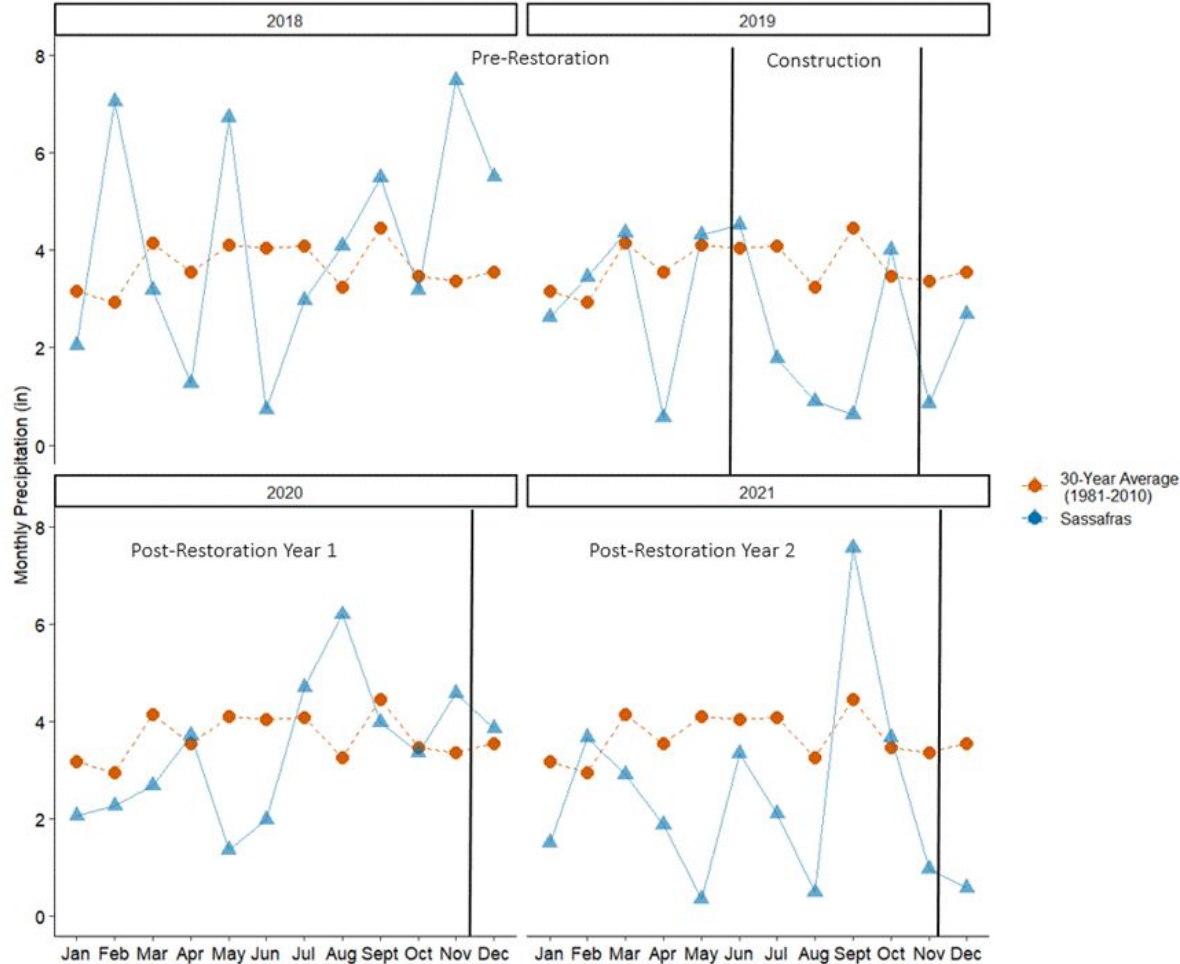 2018
2019
8
6
4
2
0
Pre-Restoration
Construction
2020
2021
8
6
4
2
0
Post-Restoration Year 1
Post-Restoration Year 2
Monthly Precipitation (in)
Jan Feb Mar Apr May Jun Jul Aug Sept Oct Nov Dec
Jan Feb Mar Apr May Jun Jul Aug Sept Oct Nov Dec
30-Year Average
(1981-2010)
Sassafras